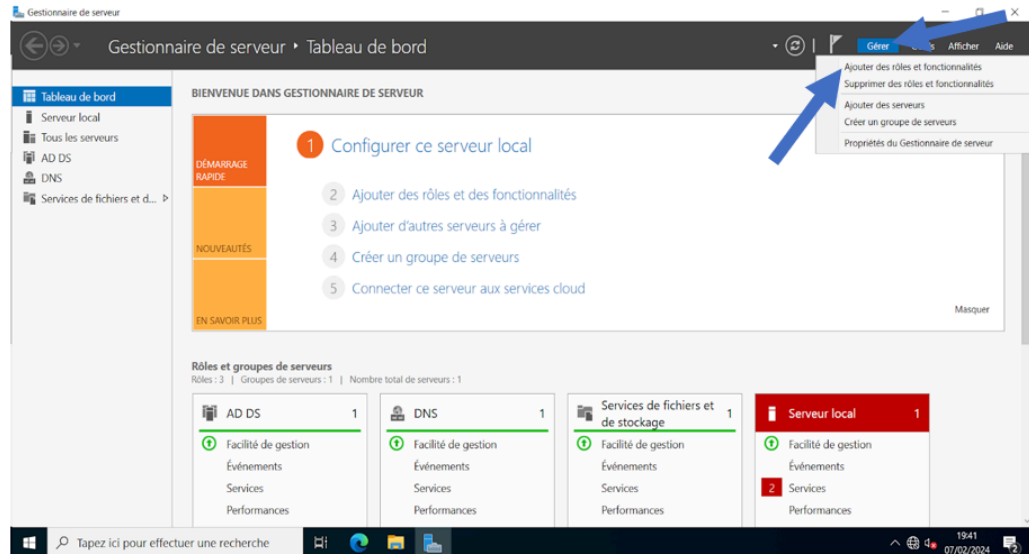 Gestionnaire de serveur
Gestionnaire de serveur • Tableau de bord
Gérer
Afficher
Aide
Ajouter des rôles et fonctionnalités
Supprimer des rôles et fonctionnalités
Ajouter des serveurs
Créer un groupe de serveurs
Propriétés du Gestionnaire de serveur
Tableau de bord
Serveur local
Tous les serveurs
AD DS
DNS
Services de fichiers et d...
BIENVENUE DANS GESTIONNAIRE DE SERVEUR
DÉMARRAGE
RAPIDE
NOUVEAUTÉS
EN SAVOIR PLUS
1 Configurer ce serveur local
2 Ajouter des rôles et des fonctionnalités
3 Ajouter d'autres serveurs à gérer
4 Créer un groupe de serveurs
5 Connecter ce serveur aux services cloud
Masquer
Rôles et groupes de serveurs
Rôles : 3 | Groupes de serveurs : 1 | Nombre total de serveurs : 1
AD DS 1
Facilité de gestion
Événements
Services
Performances
DNS 1
Facilité de gestion
Événements
Services
Performances
Services de fichiers et
de stockage 1
Facilité de gestion
Événements
Services
Performances
Serveur local 1
Facilité de gestion
Événements
2 Services
Performances
Tapez ici pour effectuer une recherche
19:41
07/02/2024
2